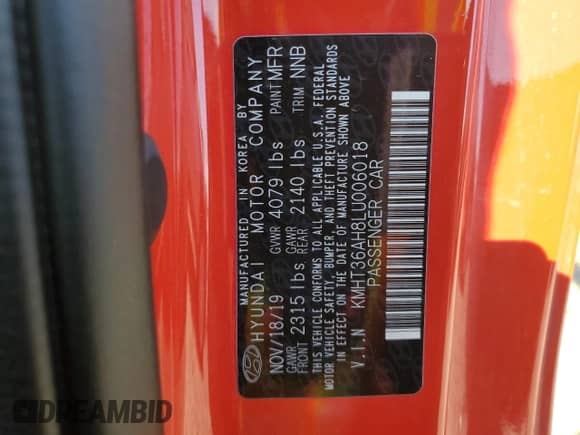 MANUFACTURED IN KOREA BY
HYUNDAI MOTOR COMPANY
NOV/18/19 GVWR 4079 lbs PAINT MFR
GAWR FRONT 2315 lbs GAWR REAR 2140 lbs TRIM NNB
THIS VEHICLE CONFORMS TO ALL APPLICABLE U.S.A. FEDERAL
MOTOR VEHICLE SAFETY, BUMPER, AND THEFT PREVENTION STANDARDS
IN EFFECT ON THE DATE OF MANUFACTURE SHOWN ABOVE
V.I.N KMHT36AH8LU006018
PASSENGER CAR
DREAMBID